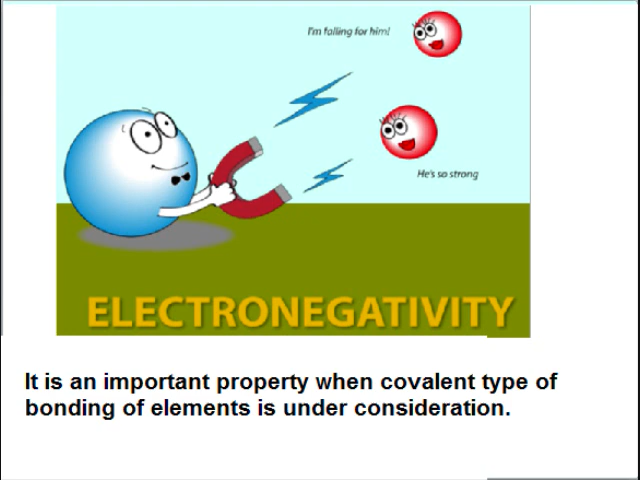 I'm falling for him!
He's so strong
ELECTRONEGATIVITY
It is an important property when covalent type of
bonding of elements is under consideration.